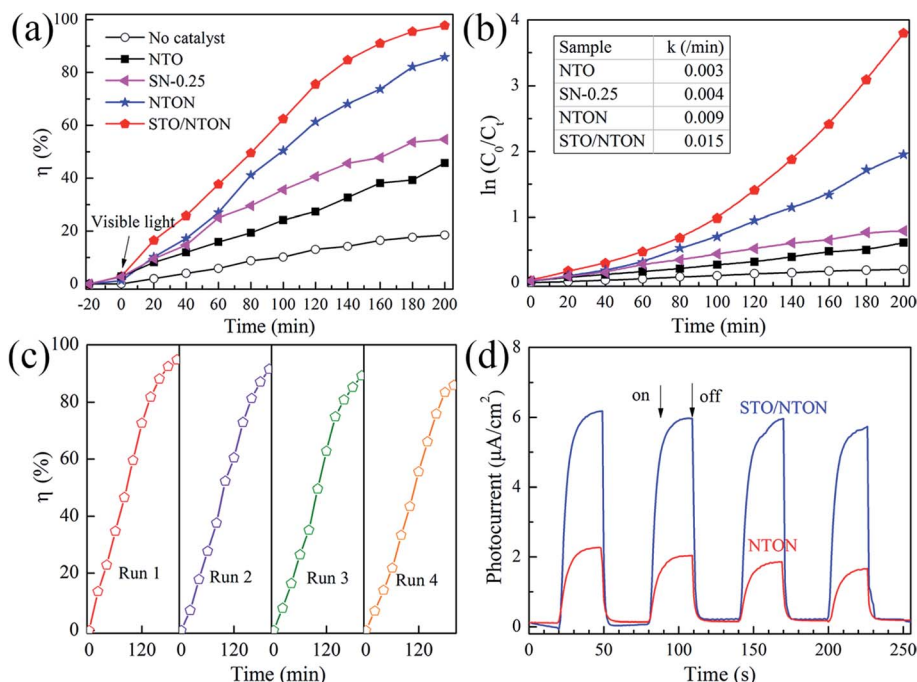 (a)
100
80
60
40
20
0
η (%)
No catalyst
NTO
SN-0.25
NTON
STO/NTON
Visible light
-20 0 20 40 60 80 100 120 140 160 180 200
Time (min)
(b)
4
3
2
1
0
ln (C0/Ct)
Sample k (/min)
NTO 0.003
SN-0.25 0.004
NTON 0.009
STO/NTON 0.015
0 20 40 60 80 100 120 140 160 180 200
Time (min)
(c)
100
80
60
40
20
0
η (%)
Run 1 Run 2 Run 3 Run 4
0 120 0 120 0 120 0 120
Time (min)
(d)
8
6
4
2
0
Photocurrent (μA/cm²)
on off
STO/NTON
NTON
0 50 100 150 200 250
Time (s)